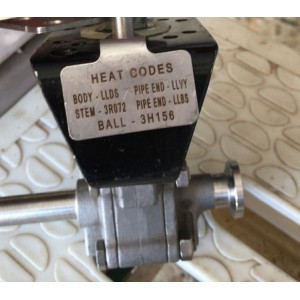 HEAT CODES
BODY - LLDS PIPE END - LLVY
STEM - 3R072 PIPE END - LLBS
BALL - 3H156